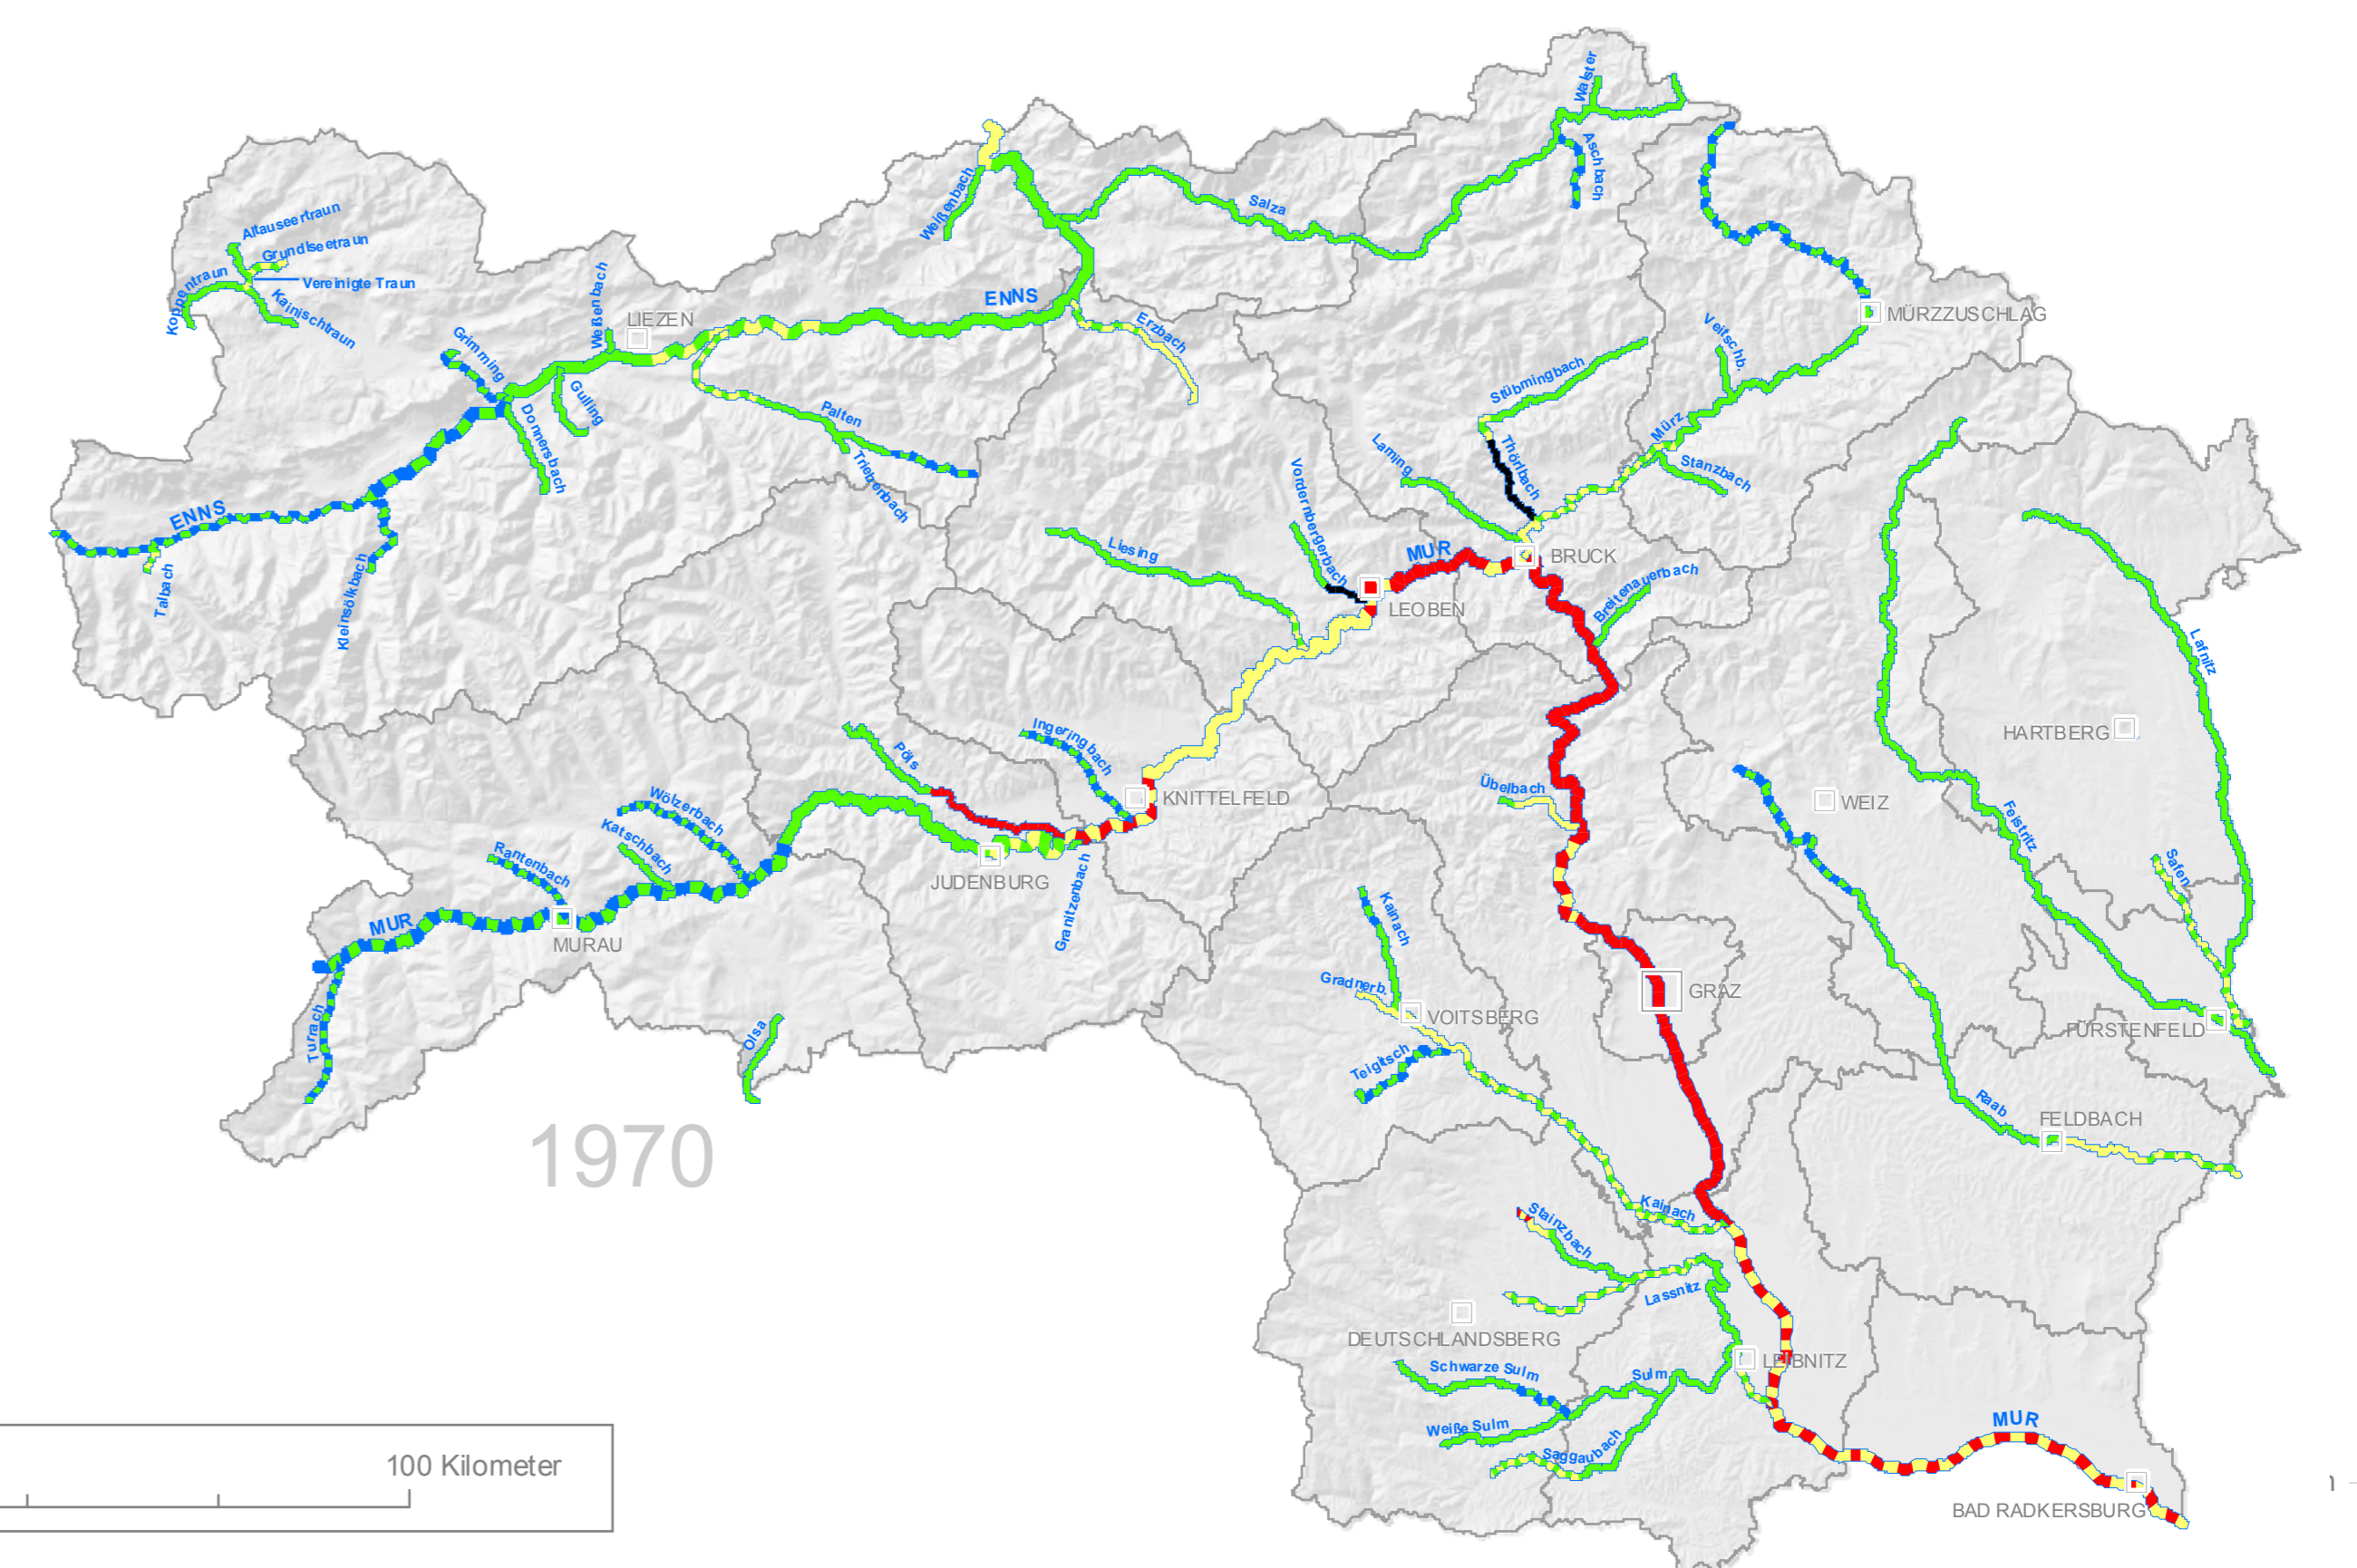 Walster
Aschbach
Weißenbach
Salza
Altauseertraun
Grundlseetraun
Koppentraun
Vereinigte Traun
Kainischtraun
Weißenbach
LIEZEN
ENNS
Erzbach
MÜRZZUSCHLAG
Veitschb.
Grimming
Gulling
Donnersbach
Palten
Triebenbach
Stübmingbach
Thörlbach
Laming
Mürz
Stanzbach
ENNS
Talbach
Kleinsölkbach
Vordernbergerbach
Liesing
MUR
BRUCK
LEOBEN
Breitenauerbach
Lafnitz
HARTBERG
Pöls
Ingeringbach
KNITTELFELD
Übelbach
WEIZ
Feistritz
Wölzerbach
Katschbach
Rantenbach
JUDENBURG
Granitzenbach
Safen
MUR
MURAU
Kainach
Gradnerb.
VOITSBERG
GRAZ
Turrach
Olsa
Teigitsch
FÜRSTENFELD
Raab
FELDBACH
1970
Kainach
Stainzbach
Lassnitz
DEUTSCHLANDSBERG
LEIBNITZ
Schwarze Sulm
Sulm
Weiße Sulm
Saggaubach
MUR
BAD RADKERSBURG
100 Kilometer